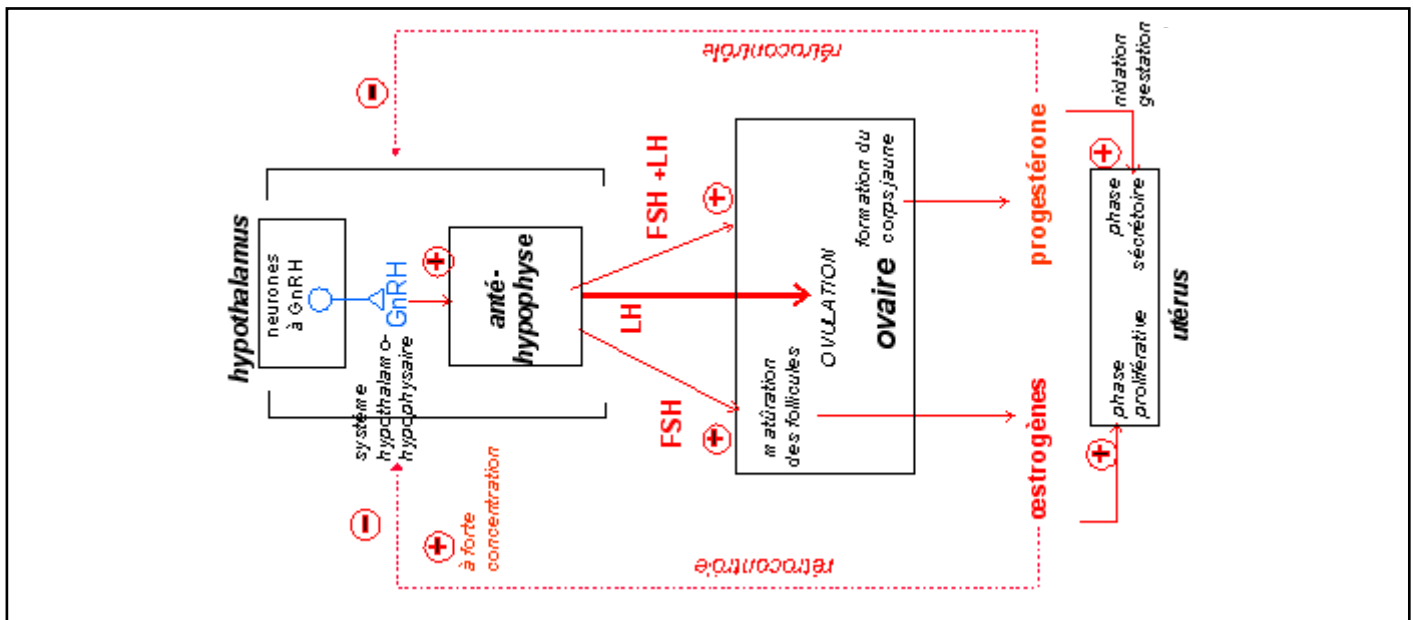 hypothalamus
neurones
à GnRH
GnRH
système
hypothalamo-
hypophysaire
+
anté-
hypophyse
−
rétrocontrôle
−
+
à forte
concentration
rétrocontrôle
FSH
LH
FSH +LH
+
+
matûration
des follicules
OVULATION
ovaire
formation du
corps jaune
œstrogènes
progestérone
+
+
nidation
gestation
phase
proliférative
phase
sécrétoire
utérus